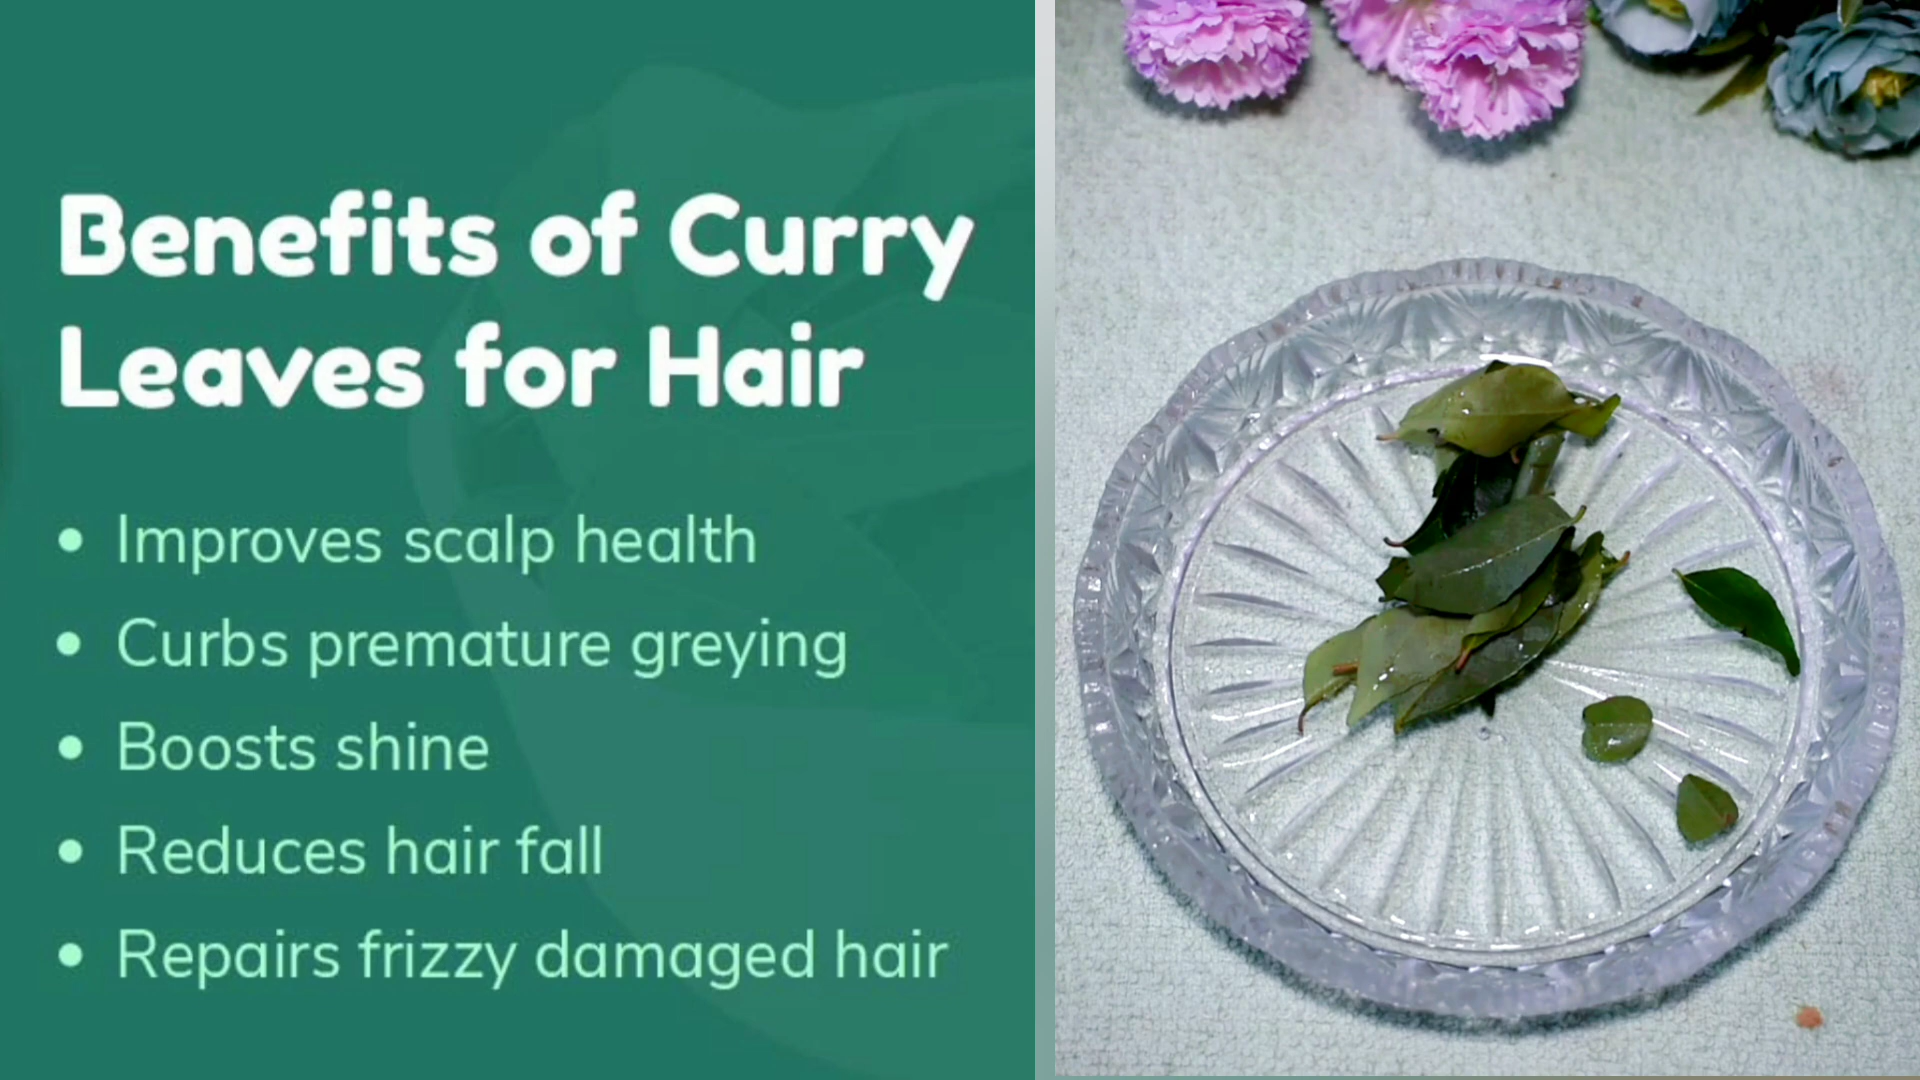 Benefits of Curry
Leaves for Hair
• Improves scalp health
• Curbs premature greying
• Boosts shine
• Reduces hair fall
• Repairs frizzy damaged hair